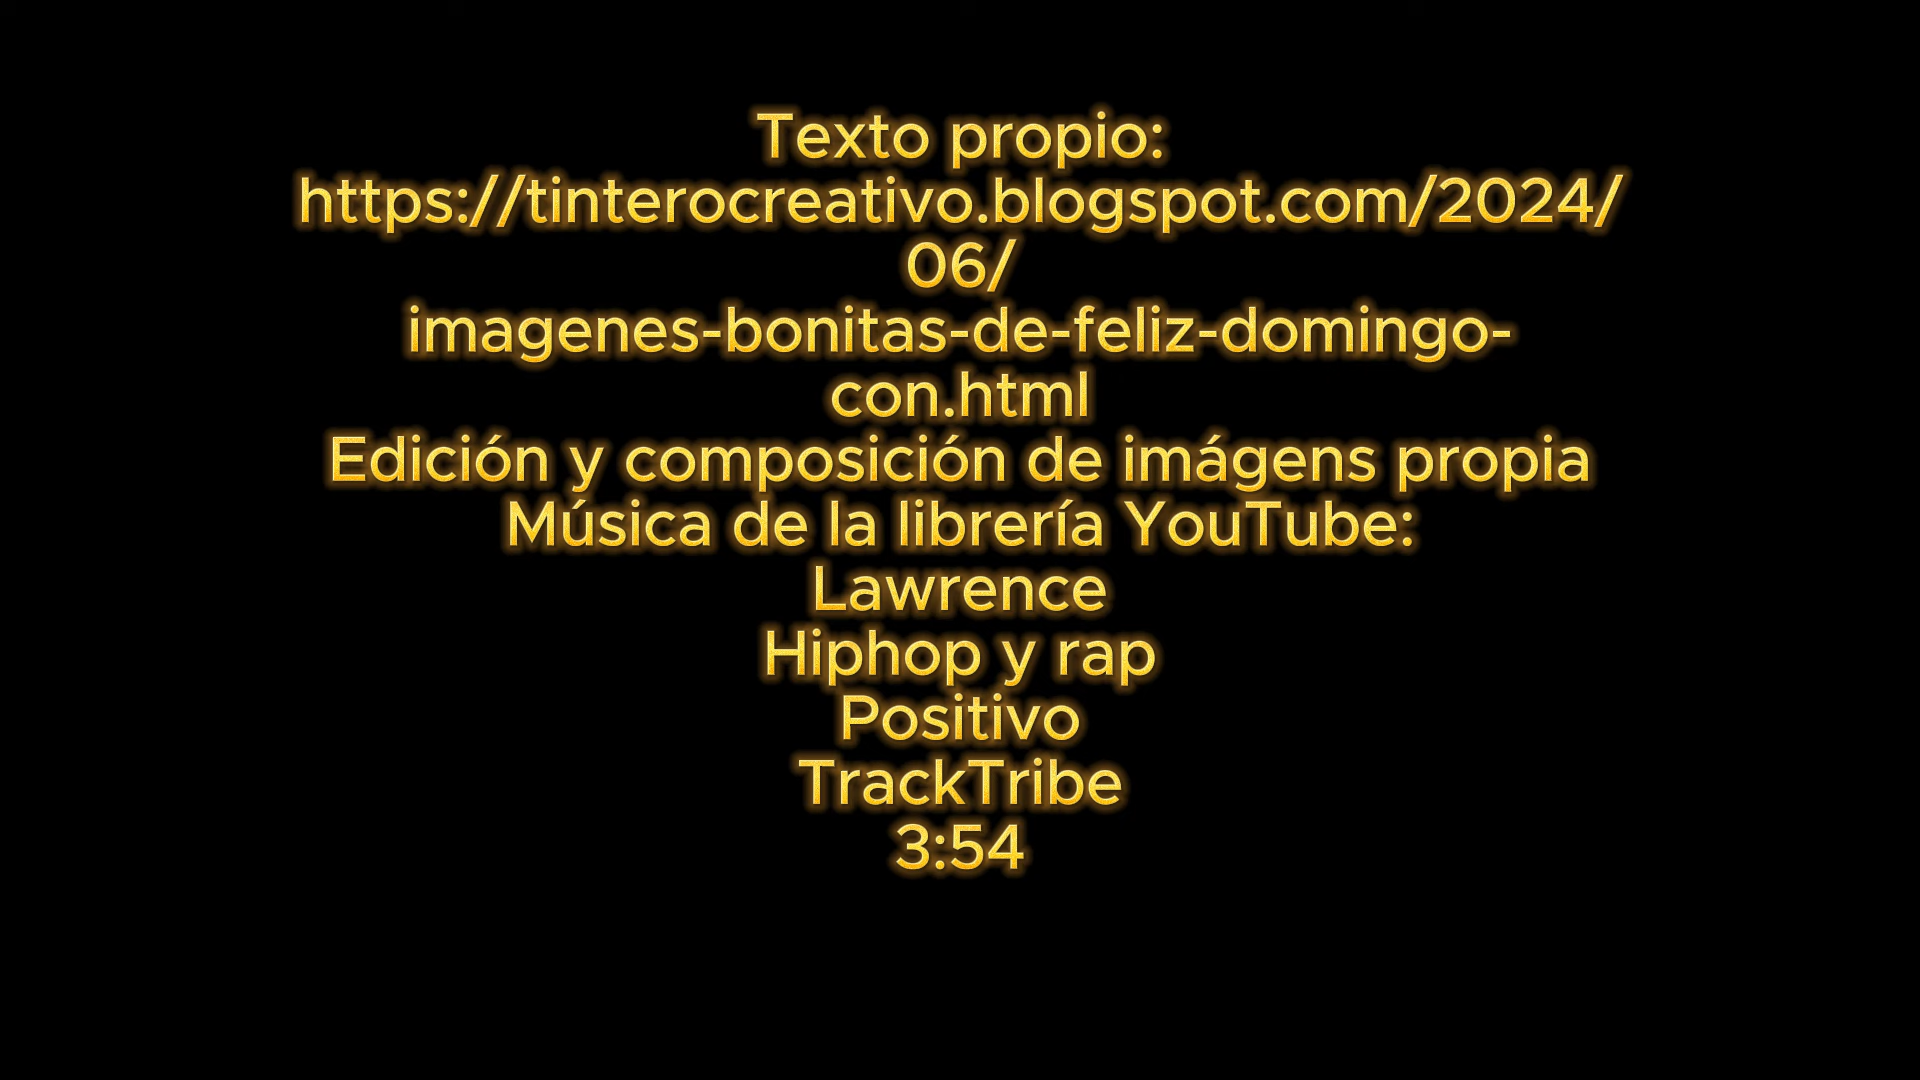 Texto propio:
https://tinterocreativo.blogspot.com/2024/
06/
imagenes-bonitas-de-feliz-domingo-
con.html
Edición y composición de imágens propia
Música de la librería YouTube:
Lawrence
Hiphop y rap
Positivo
TrackTribe
3:54